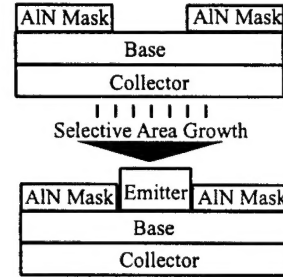 AlN Mask AlN Mask
Base
Collector
Selective Area Growth
AlN Mask Emitter AlN Mask
Base
Collector